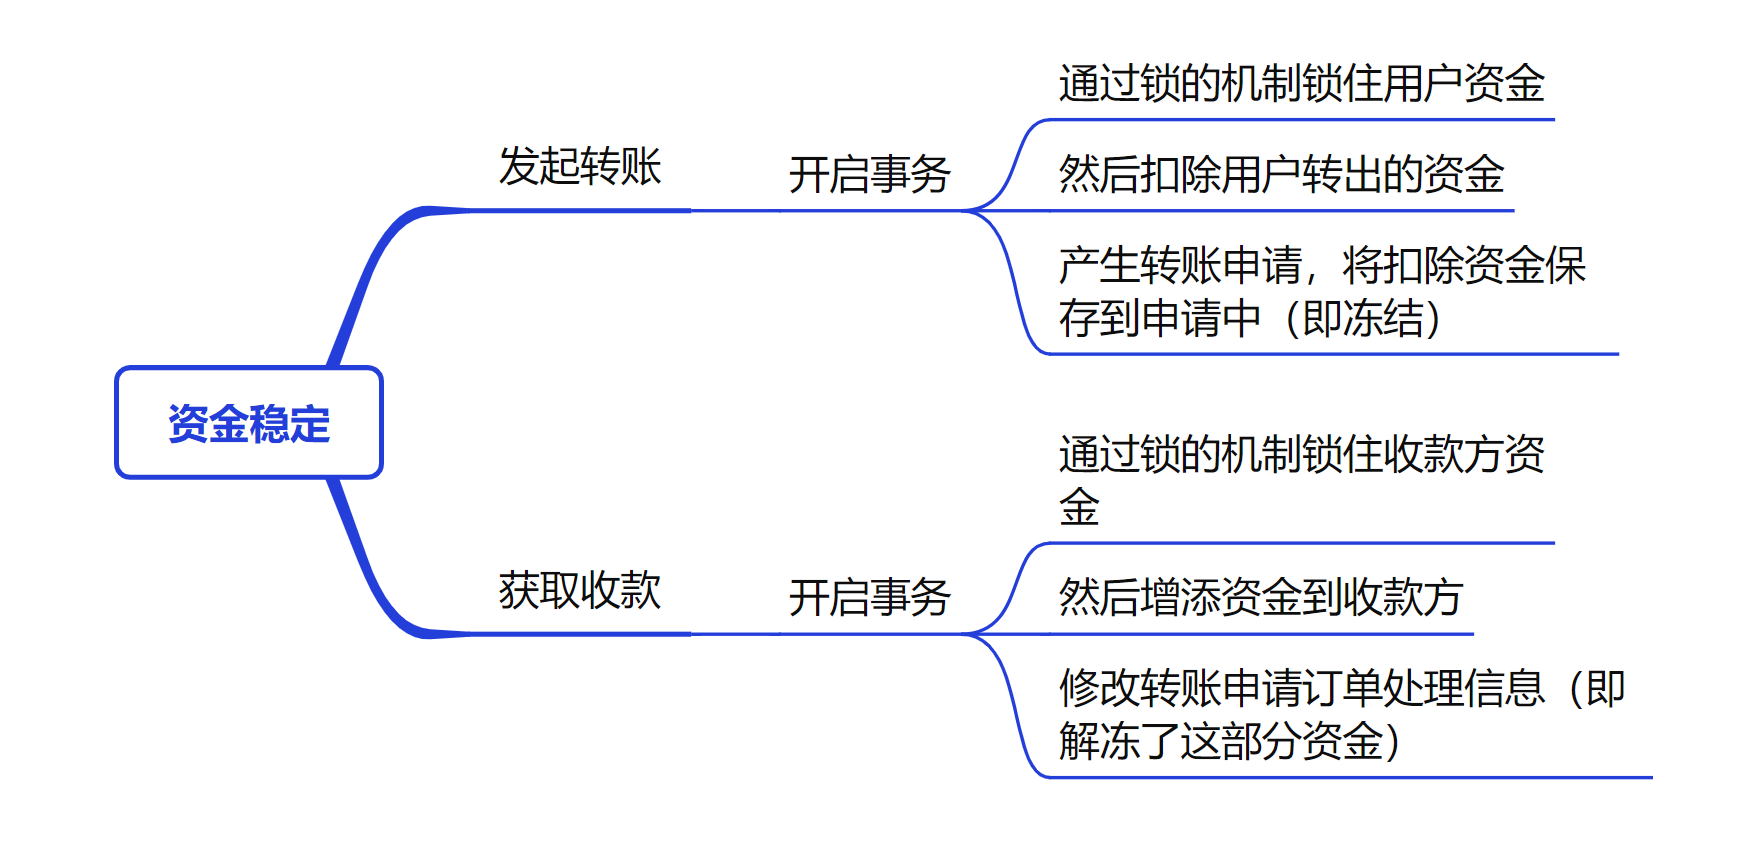 资金稳定
发起转账
开启事务
通过锁的机制锁住用户资金
然后扣除用户转出的资金
产生转账申请，将扣除资金保
存到申请中（即冻结）
获取收款
开启事务
通过锁的机制锁住收款方资
金
然后增添资金到收款方
修改转账申请订单处理信息（即
解冻了这部分资金）